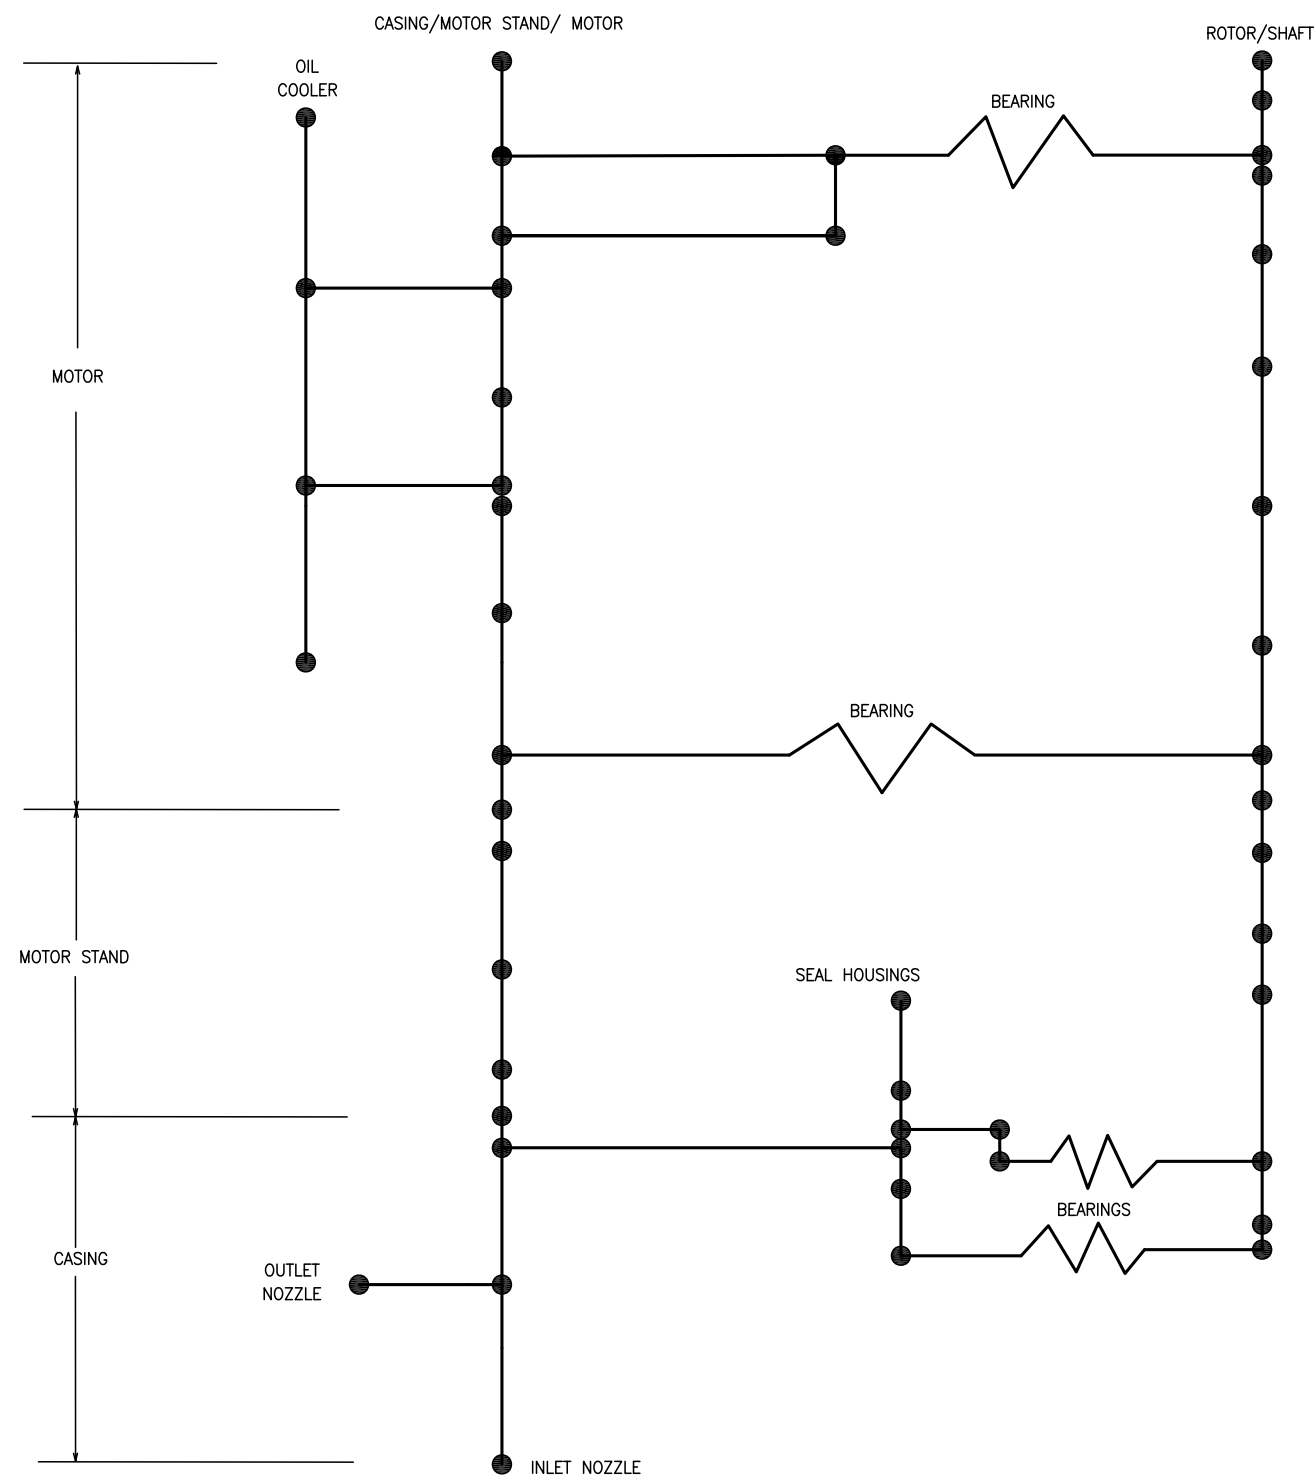 CASING/MOTOR STAND/ MOTOR
ROTOR/SHAFT
OIL
COOLER
BEARING
MOTOR
BEARING
MOTOR STAND
SEAL HOUSINGS
BEARINGS
CASING
OUTLET
NOZZLE
INLET NOZZLE